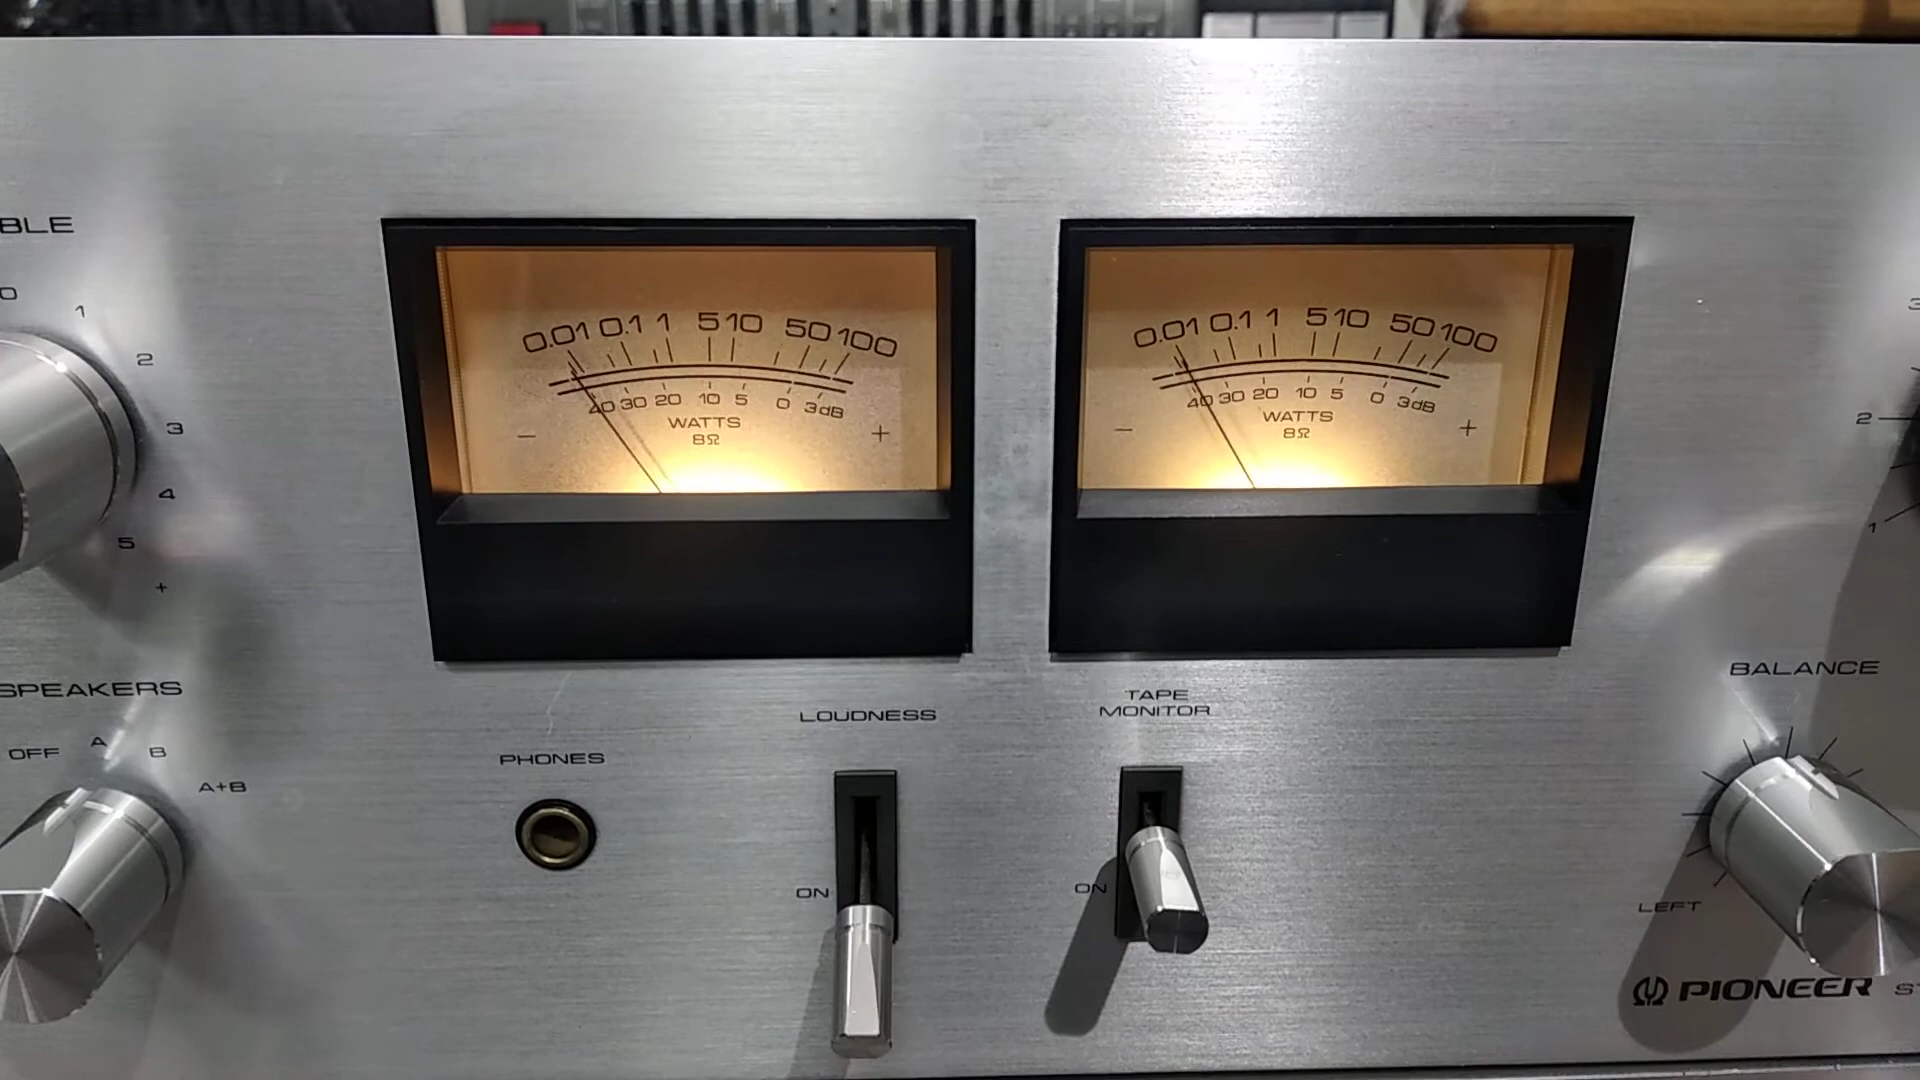 BLE
0
1
2
3
4
5
+
0.01 0.1 1 5 10 50 100
40 30 20 10 5 0 3dB
WATTS
8Ω
− +
0.01 0.1 1 5 10 50 100
40 30 20 10 5 0 3dB
WATTS
8Ω
− +
3
2
1
SPEAKERS
OFF A B A+B
PHONES
LOUDNESS
ON
TAPE
MONITOR
ON
BALANCE
LEFT
PIONEER